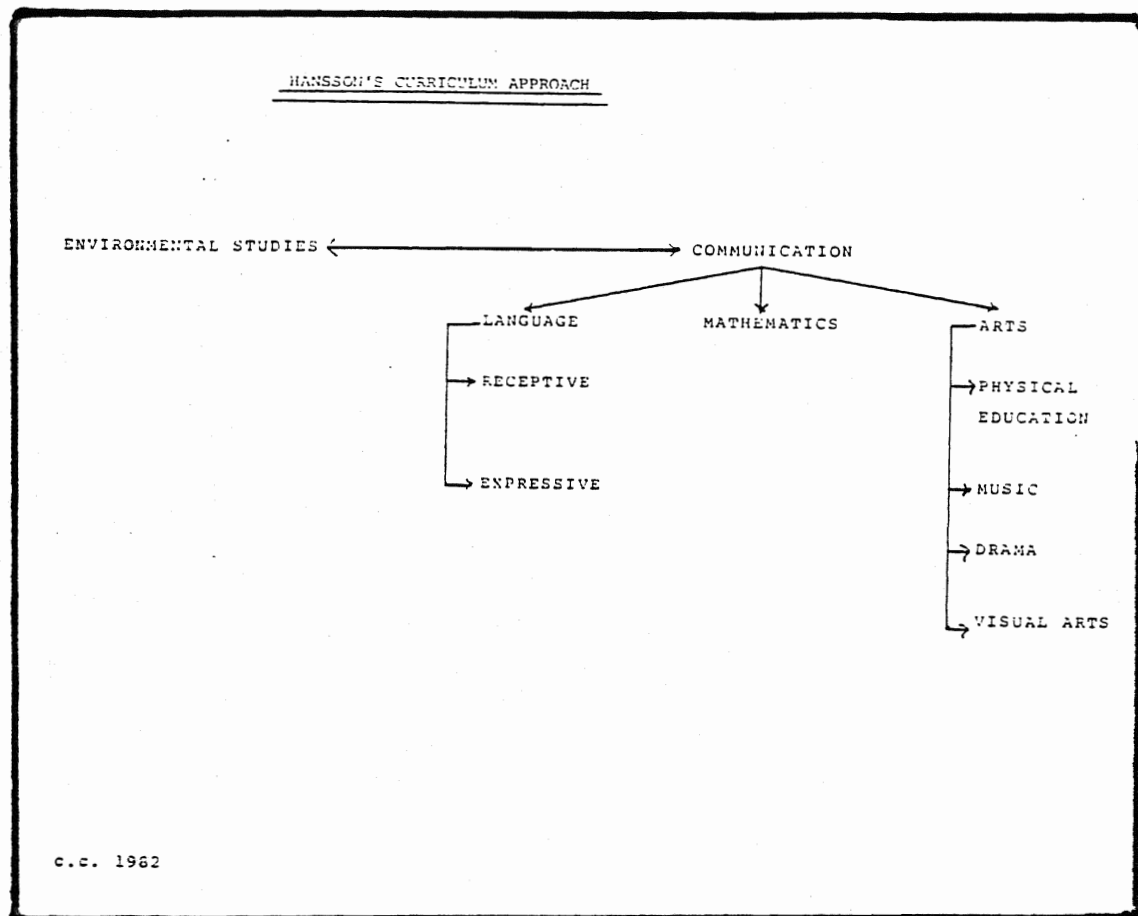 HANSSON'S CURRICULUM APPROACH
ENVIRONMENTAL STUDIES
COMMUNICATION
LANGUAGE
MATHEMATICS
ARTS
RECEPTIVE
PHYSICAL
EDUCATION
EXPRESSIVE
MUSIC
DRAMA
VISUAL ARTS
c.c. 1982